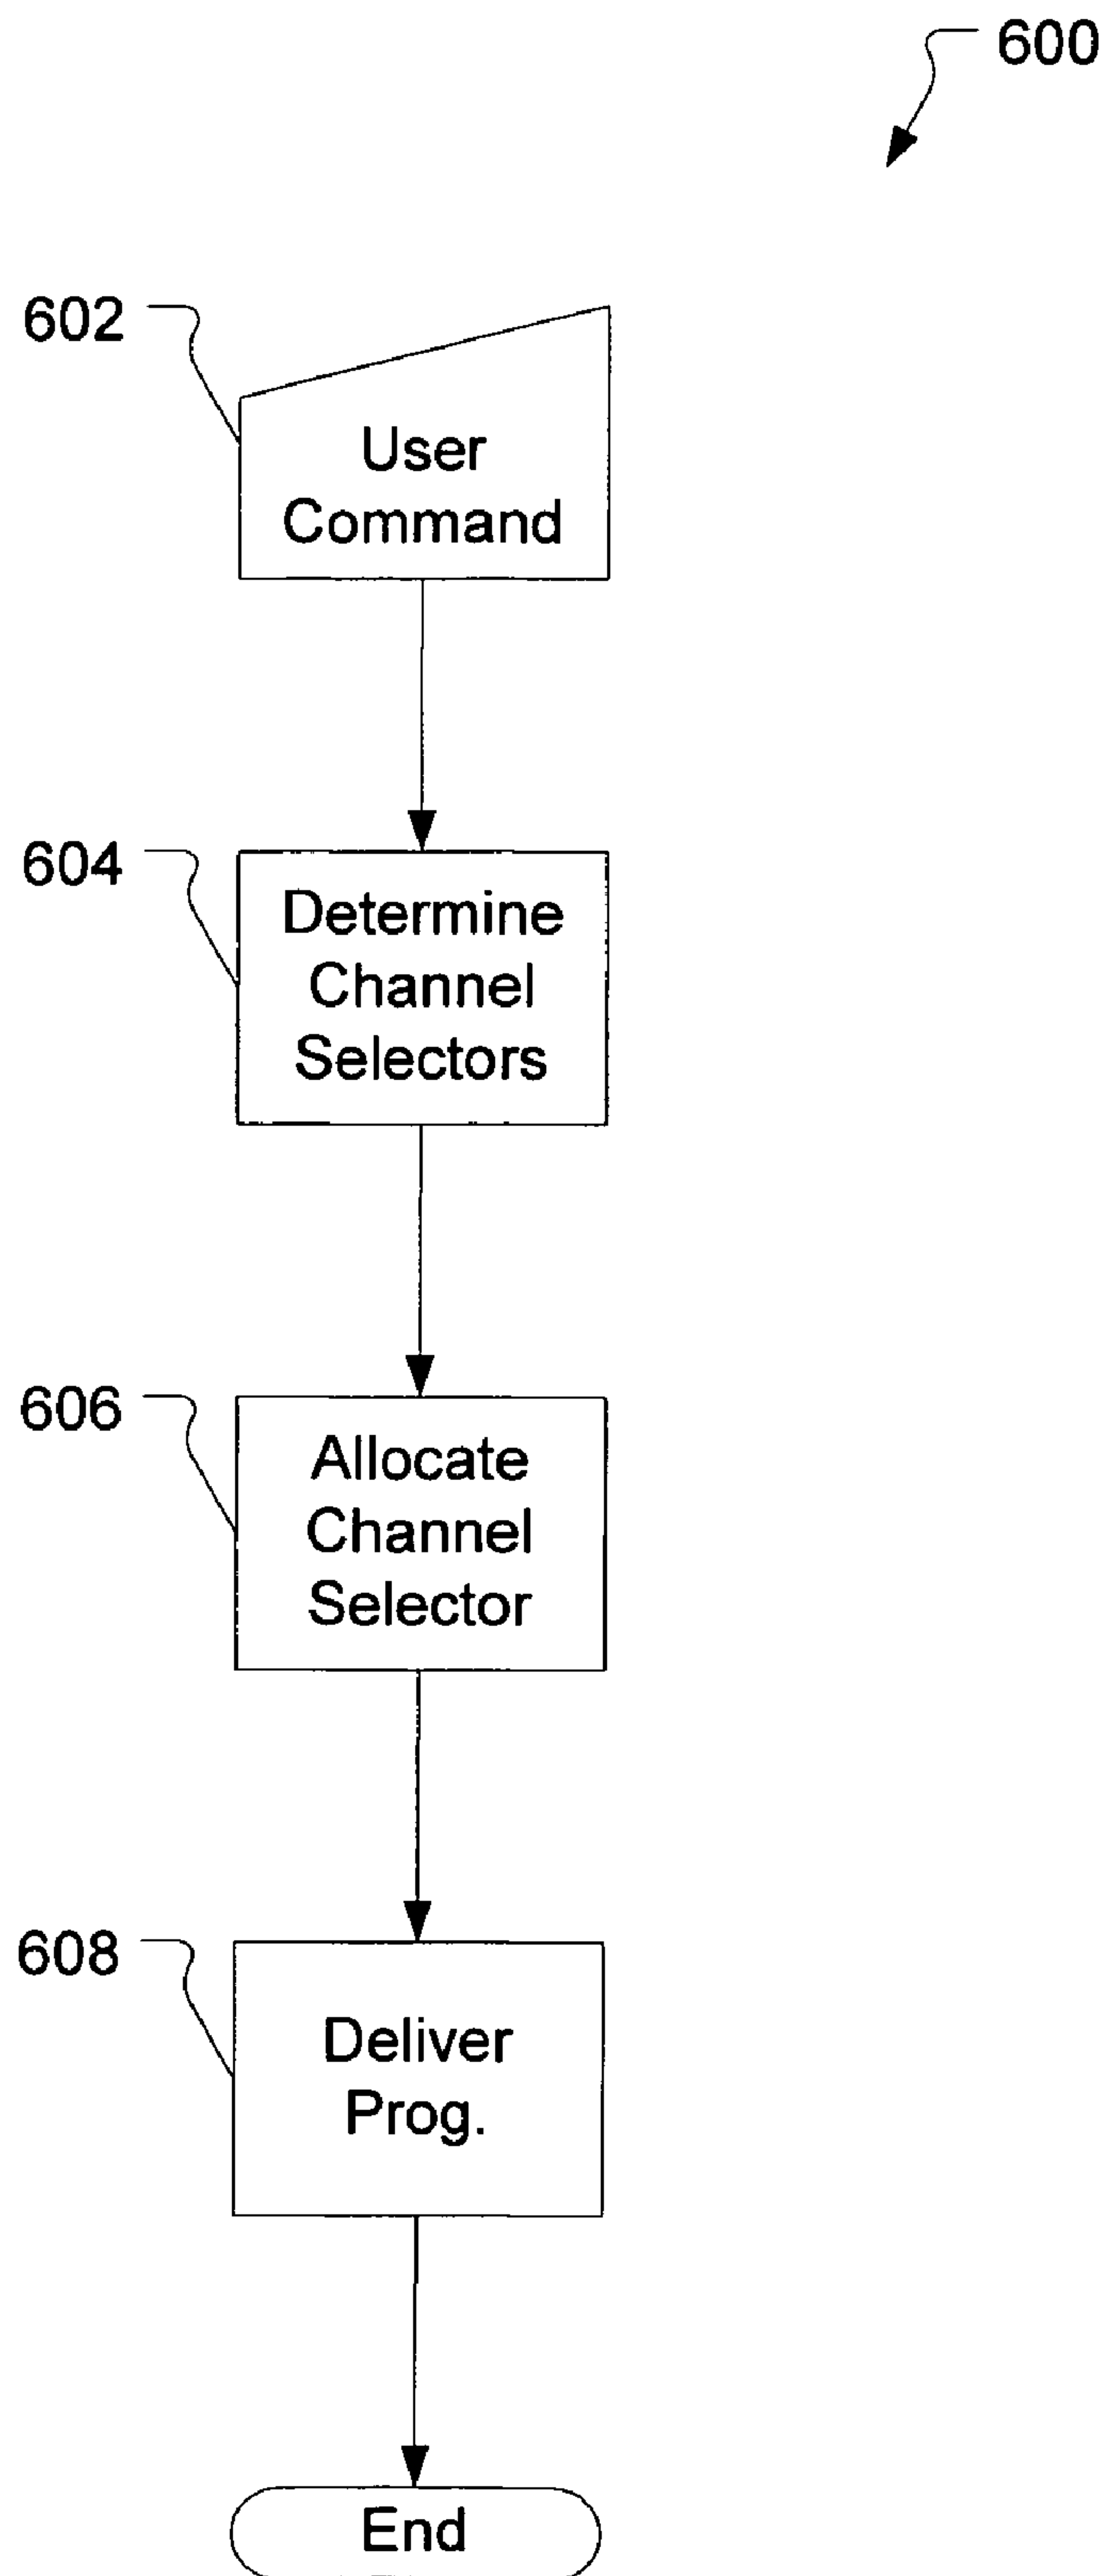 600
602
User
Command
604
Determine
Channel
Selectors
606
Allocate
Channel
Selector
608
Deliver
Prog.
End